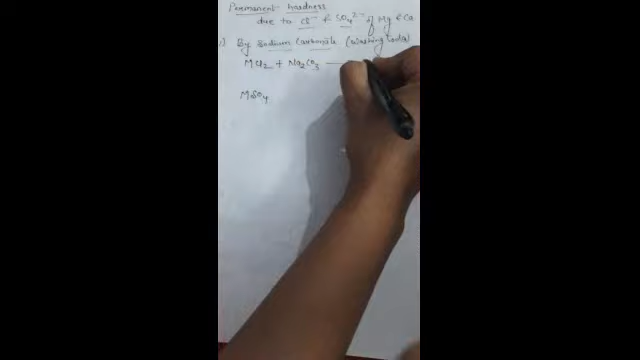 Permanent hardness
due to Cl⁻ & SO₄²⁻ of Mg & Ca
1) By Sodium Carbonate (washing soda)
MCl₂ + Na₂CO₃ →
MSO₄